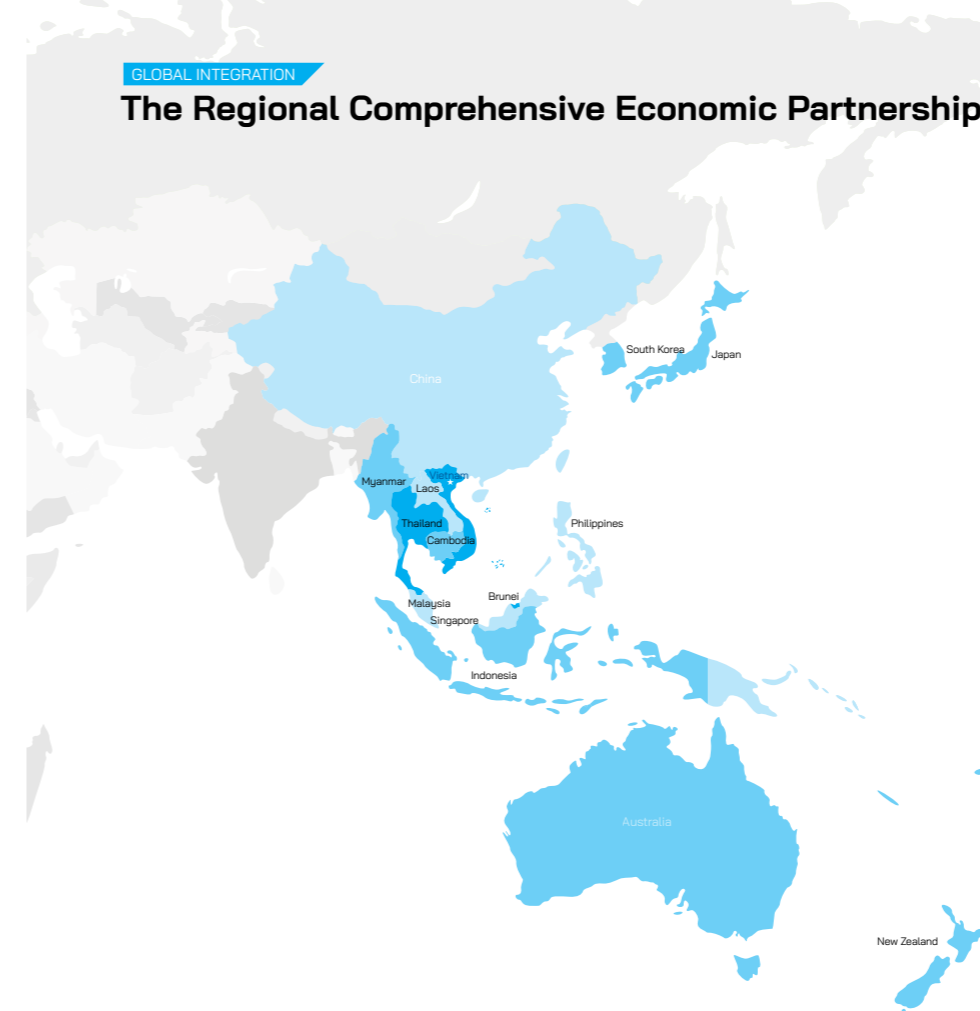 GLOBAL INTEGRATION
The Regional Comprehensive Economic Partnership
South Korea
Japan
China
Vietnam
Myanmar
Laos
Thailand
Philippines
Cambodia
Brunei
Malaysia
Singapore
Indonesia
Australia
New Zealand